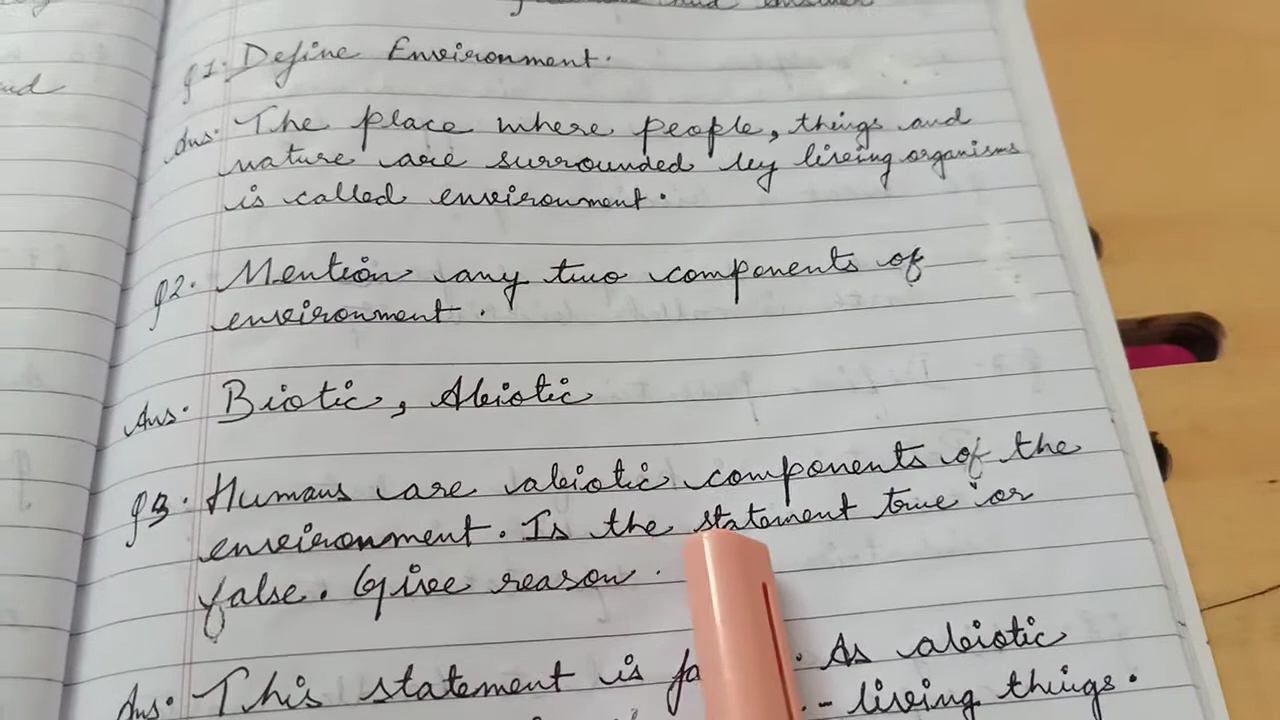 and answer
Q1. Define Environment.
Ans. The place where people, things and
nature are surrounded by living organisms
is called environment.
Q2. Mention any two components of
environment.
Ans. Biotic, Abiotic
Q3. Humans are abiotic components of the
environment. Is the statement true or
false. Give reason.
Ans. This statement is . As abiotic
living things.